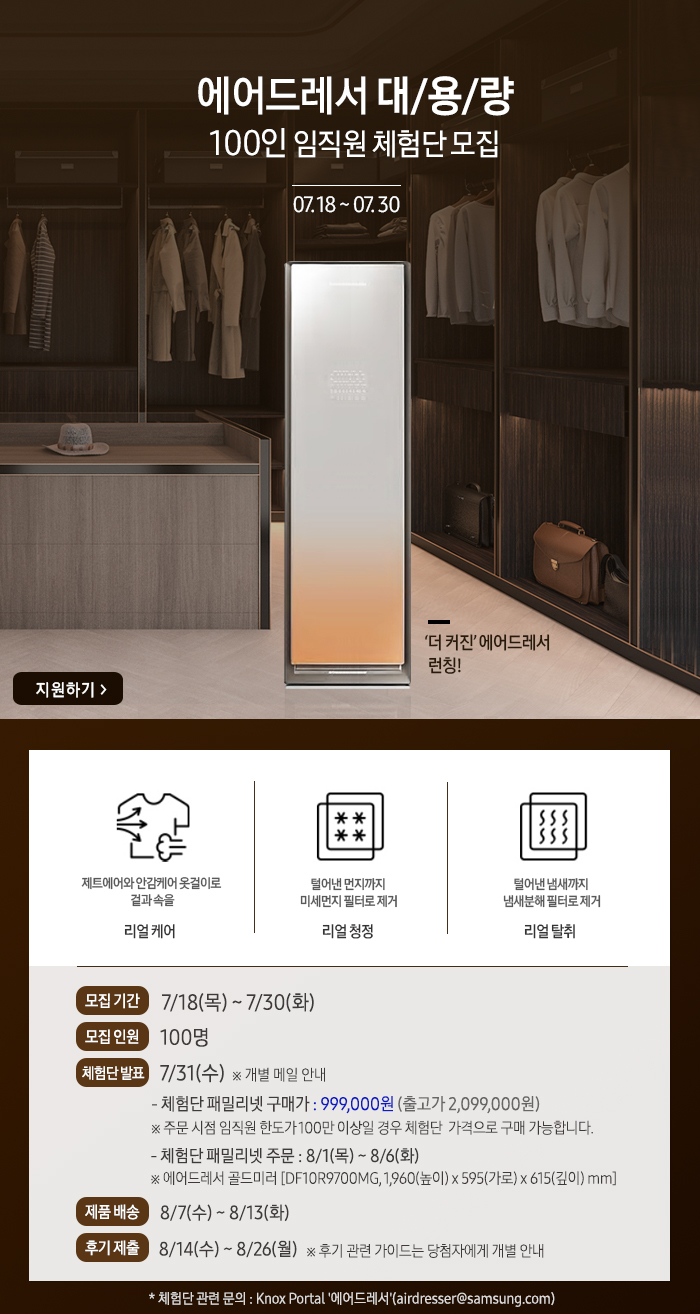 에어드레서 대/용/량
100인 임직원 체험단 모집
07.18 ~ 07.30
'더 커진' 에어드레서
런칭!
지원하기 >
제트에어와 안감케어 옷걸이로
겉과 속을
리얼 케어
털어낸 먼지까지
미세먼지 필터로 제거
리얼 청정
털어낸 냄새까지
냄새분해 필터로 제거
리얼 탈취
모집 기간 7/18(목) ~ 7/30(화)
모집 인원 100명
체험단 발표 7/31(수) ※ 개별 메일 안내
- 체험단 패밀리넷 구매가 : 999,000원 (출고가 2,099,000원)
※ 주문 시점 임직원 한도가 100만 이상일 경우 체험단 가격으로 구매 가능합니다.
- 체험단 패밀리넷 주문 : 8/1(목) ~ 8/6(화)
※ 에어드레서 골드미러 [DF10R9700MG, 1,960(높이) x 595(가로) x 615(깊이) mm]
제품 배송 8/7(수) ~ 8/13(화)
후기 제출 8/14(수) ~ 8/26(월) ※ 후기 관련 가이드는 당첨자에게 개별 안내
* 체험단 관련 문의 : Knox Portal '에어드레서'(airdresser@samsung.com)